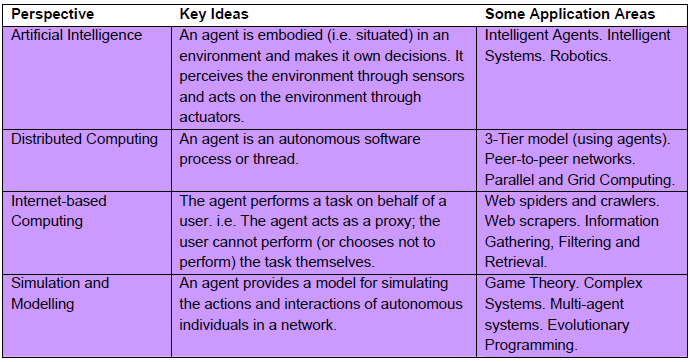 Perspective Key Ideas Some Application Areas
Artificial Intelligence An agent is embodied (i.e. situated) in an Intelligent Agents. Intelligent
environment and makes it own decisions. It Systems. Robotics.
perceives the environment through sensors
and acts on the environment through
actuators.
Distributed Computing An agent is an autonomous software 3-Tier model (using agents).
process or thread. Peer-to-peer networks.
Parallel and Grid Computing.
Internet-based The agent performs a task on behalf of a Web spiders and crawlers.
Computing user. i.e. The agent acts as a proxy; the Web scrapers. Information
user cannot perform (or chooses not to Gathering, Filtering and
perform) the task themselves. Retrieval.
Simulation and An agent provides a model for simulating Game Theory. Complex
Modelling the actions and interactions of autonomous Systems. Multi-agent
individuals in a network. systems. Evolutionary
Programming.